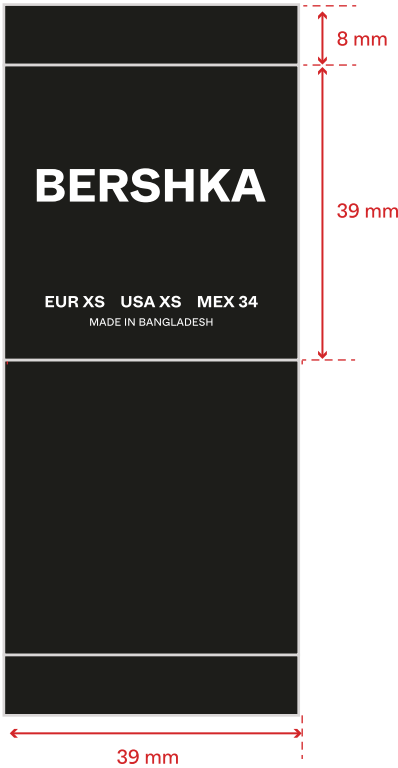 8 mm
BERSHKA
39 mm
EUR XS USA XS MEX 34
MADE IN BANGLADESH
39 mm